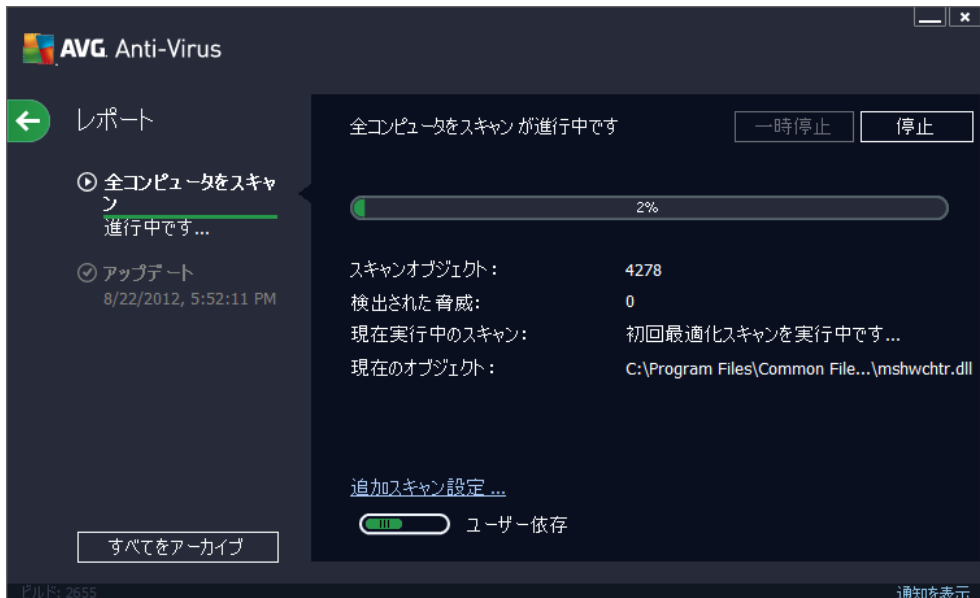 AVG. Anti-Virus
レポート
全コンピュータをスキャ
ン
進行中です...
アップデート
8/22/2012, 5:52:11 PM
すべてをアーカイブ
全コンピュータをスキャン が進行中です
一時停止
停止
2%
スキャンオブジェクト: 4278
検出された脅威: 0
現在実行中のスキャン: 初回最適化スキャンを実行中です...
現在のオブジェクト: C:\Program Files\Common File...\mshwchtr.dll
追加スキャン設定 ...
ユーザー依存
ビルド: 2655
通知を表示